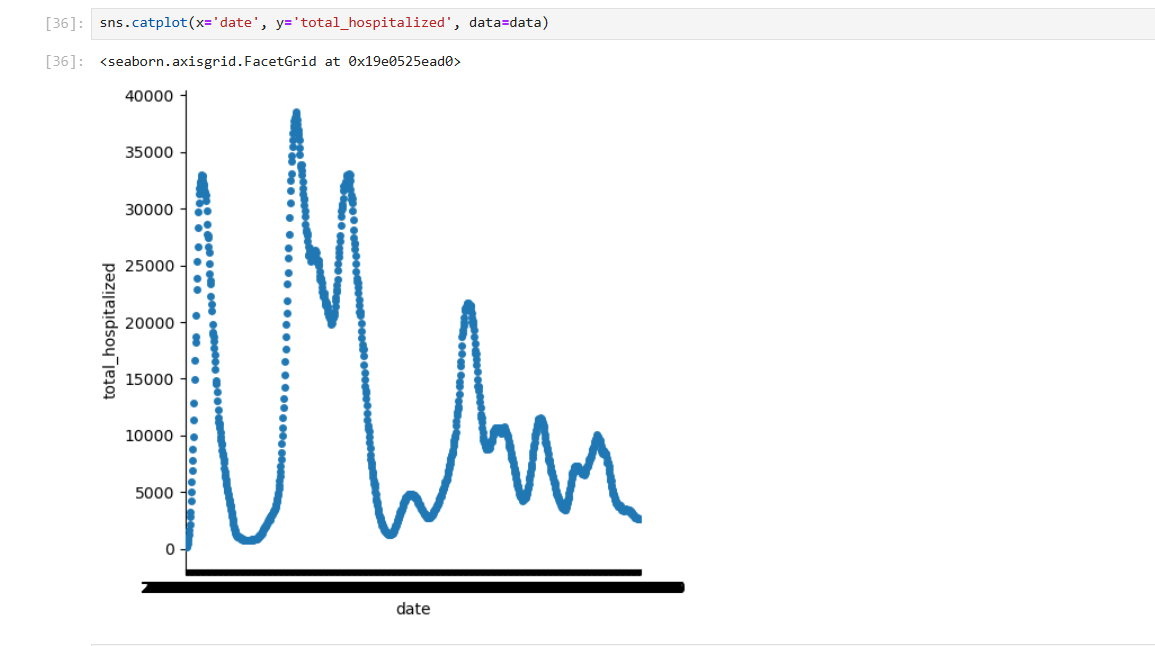 [36]: sns.catplot(x='date', y='total_hospitalized', data=data)
[36]: <seaborn.axisgrid.FacetGrid at 0x19e0525ead0>
40000
35000
30000
25000
20000
15000
10000
5000
0
total_hospitalized
date